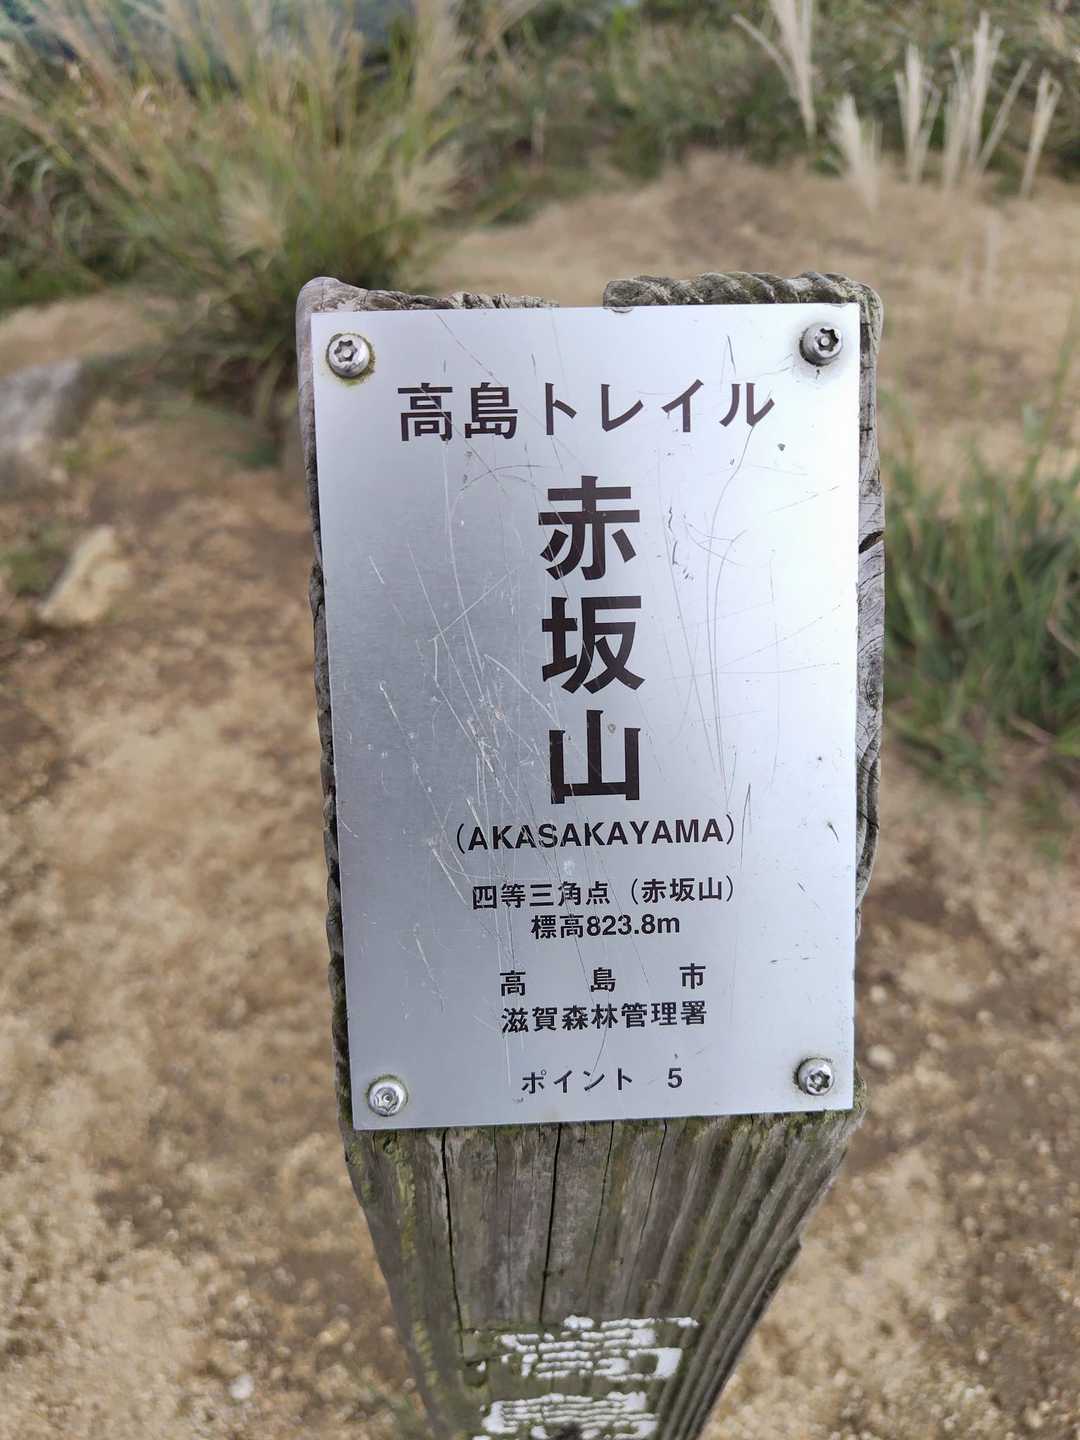 高島トレイル
赤坂山
（AKASAKAYAMA）
四等三角点（赤坂山）
標高823.8m
高島市
滋賀森林管理署
ポイント 5
高
島